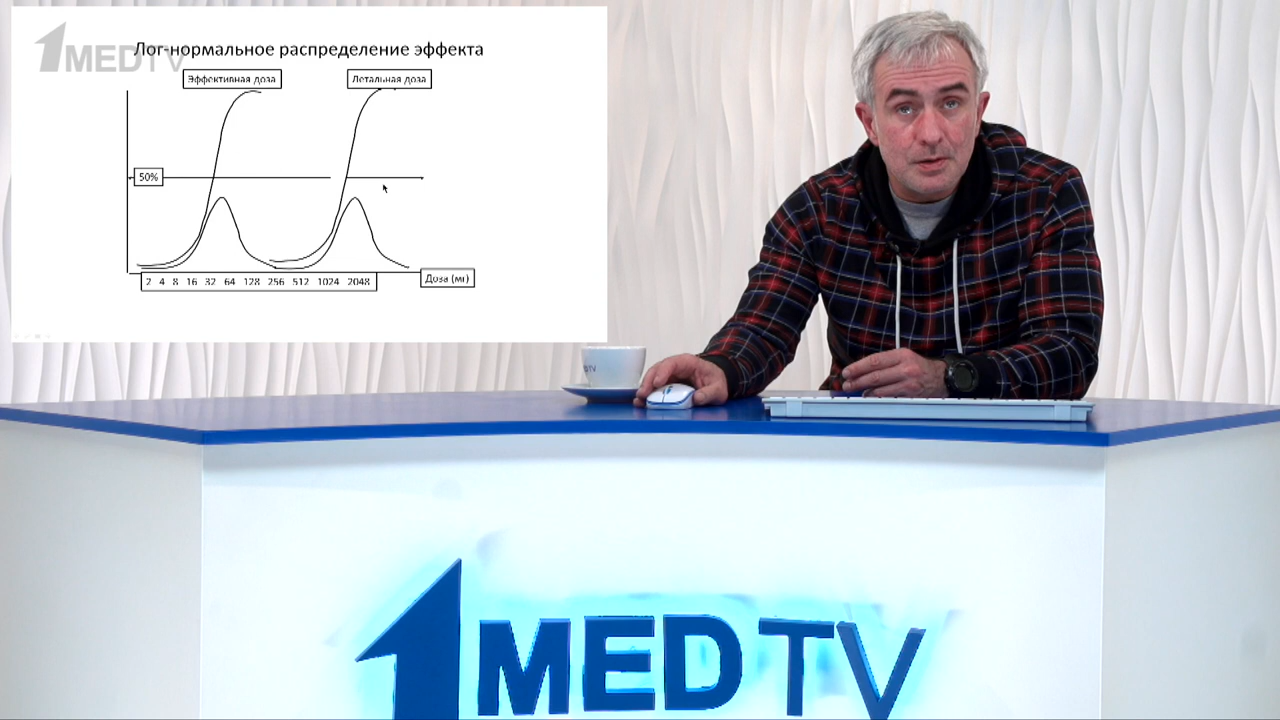 1MEDTV
Лог-нормальное распределение эффекта
Эффективная доза
Летальная доза
50%
2 4 8 16 32 64 128 256 512 1024 2048
Доза (мг)
TV
1MEDTV